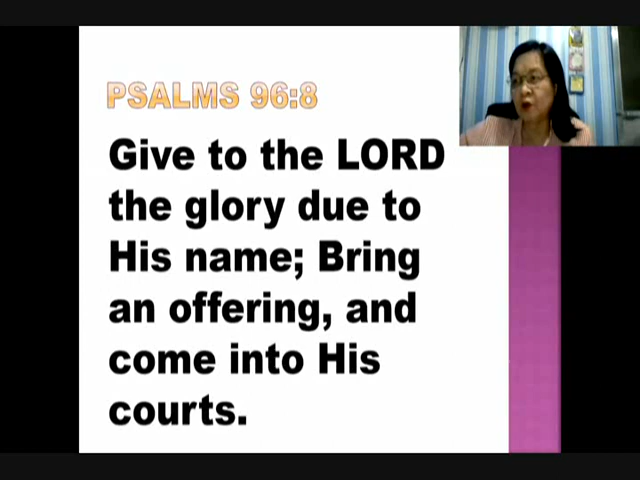 PSALMS 96:8
Give to the LORD
the glory due to
His name; Bring
an offering, and
come into His
courts.